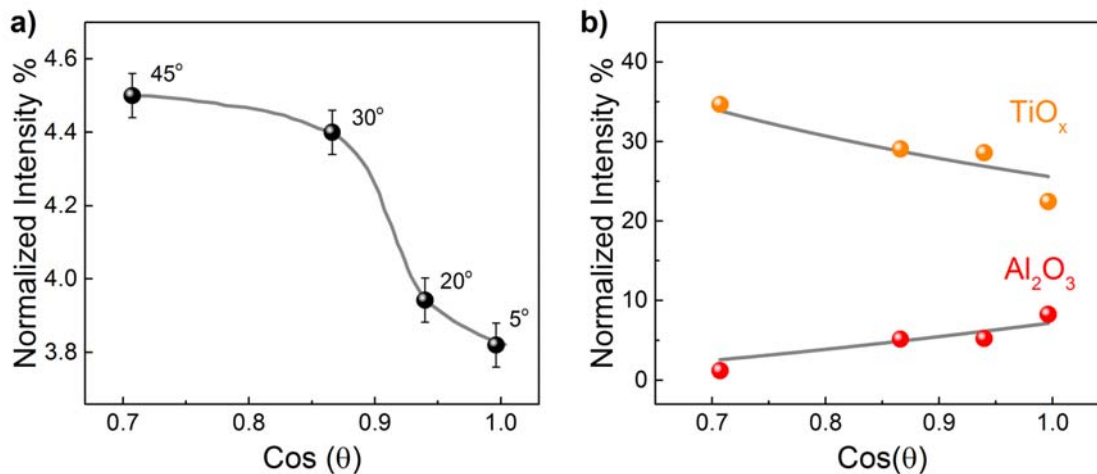 a)
Normalized Intensity %
4.6
4.4
4.2
4.0
3.8
45°
30°
20°
5°
0.7 0.8 0.9 1.0
Cos (θ)
b)
Normalized Intensity %
40
30
20
10
0
TiOₓ
Al₂O₃
0.7 0.8 0.9 1.0
Cos(θ)